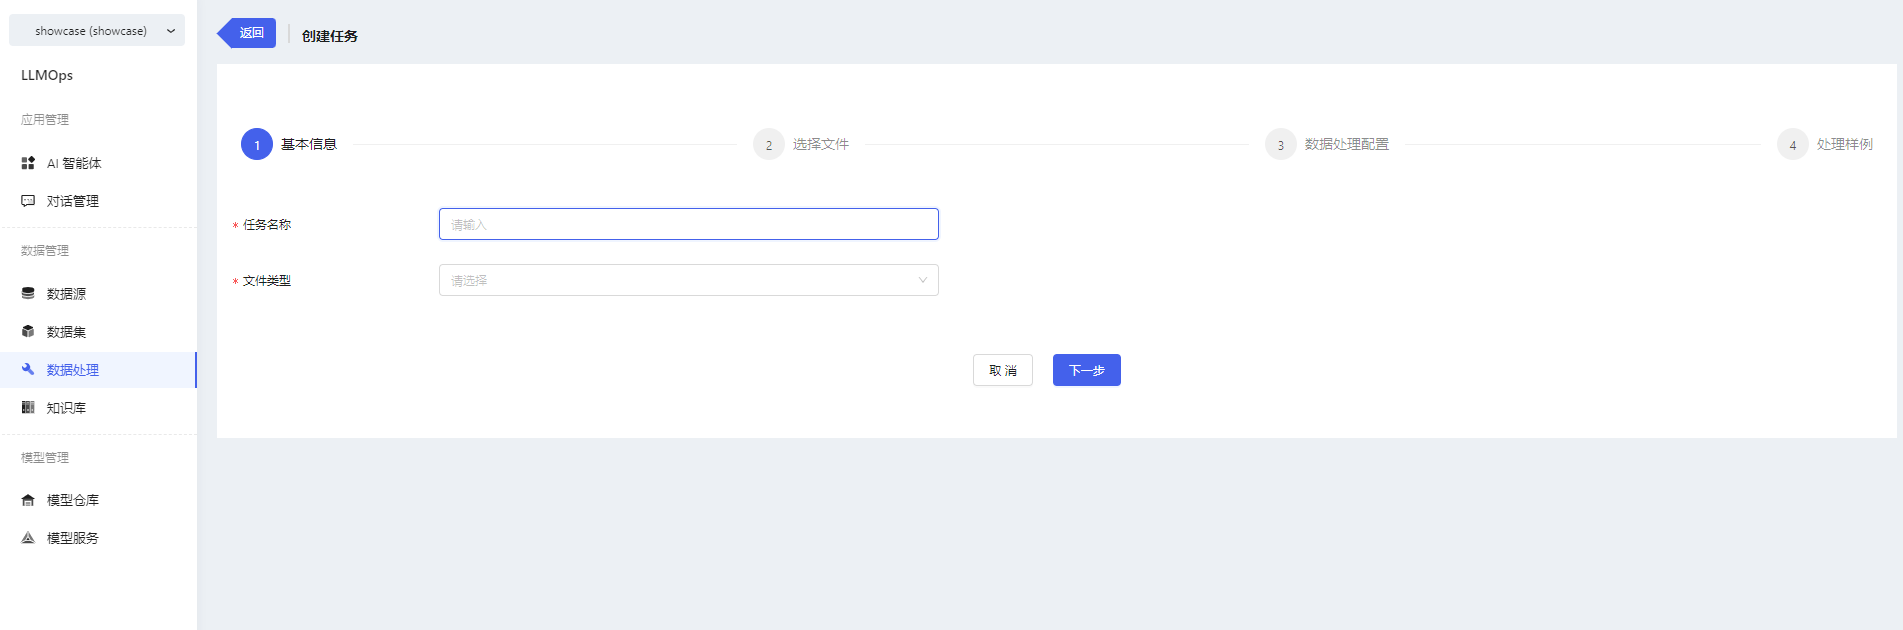 showcase (showcase)
LLMOps
应用管理
AI 智能体
对话管理
数据管理
数据源
数据集
数据处理
知识库
模型管理
模型仓库
模型服务
返回
创建任务
1 基本信息
2 选择文件
3 数据处理配置
4 处理样例
* 任务名称
请输入
* 文件类型
请选择
取 消
下一步